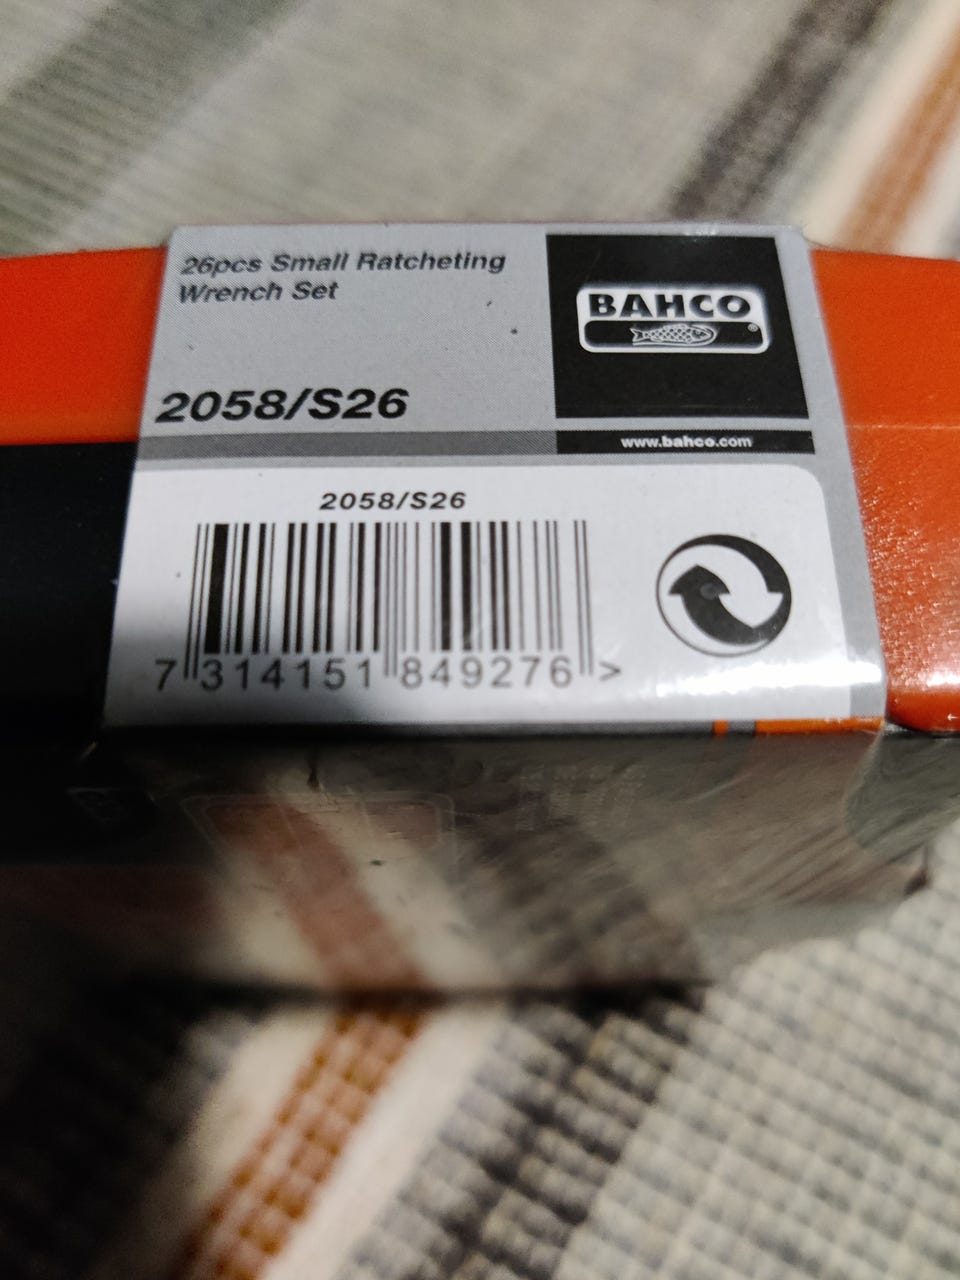 26pcs Small Ratcheting
Wrench Set
BAHCO
®
2058/S26
www.bahco.com
2058/S26
7 314151 849276 >